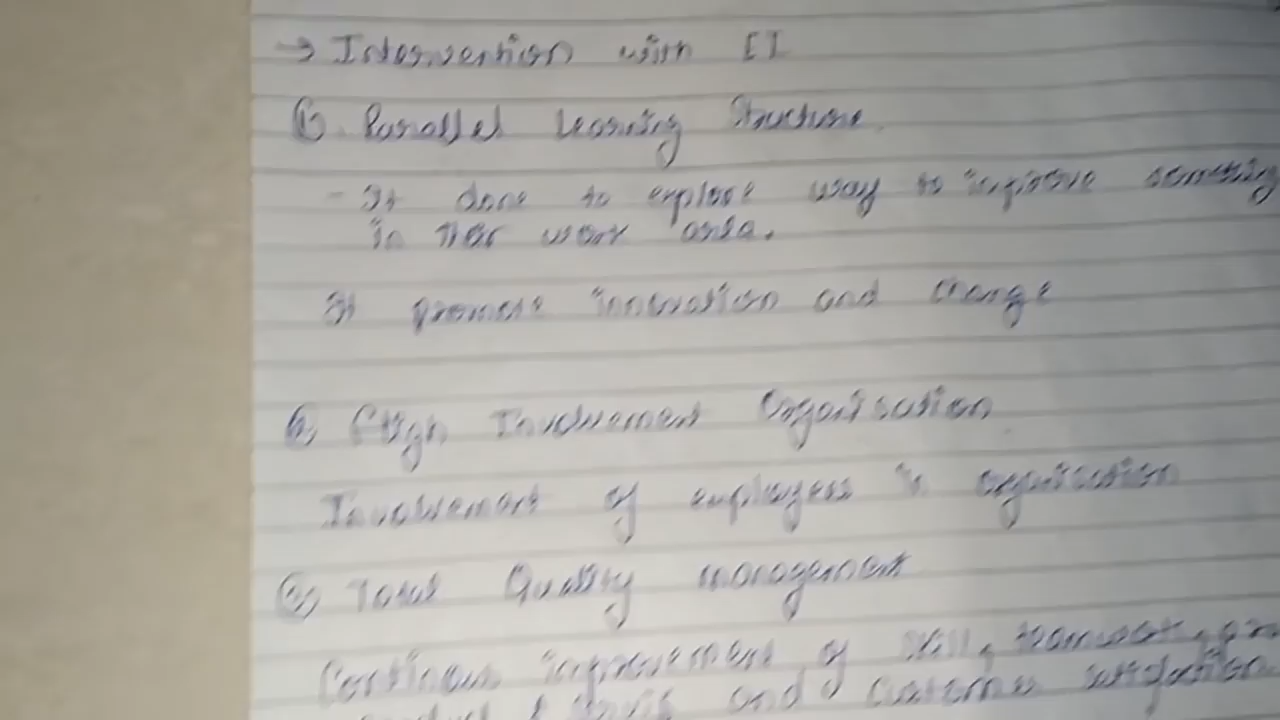 → Intervention with EI
① Parallel Learning Structure.
- It done to explore way to improve something
in their work area.
It promote innovation and change
High Involvement Organisation
Involvement of employees in organisation
Total Quality management
Continous improvement of skill, teamwork,
and customer satisfaction